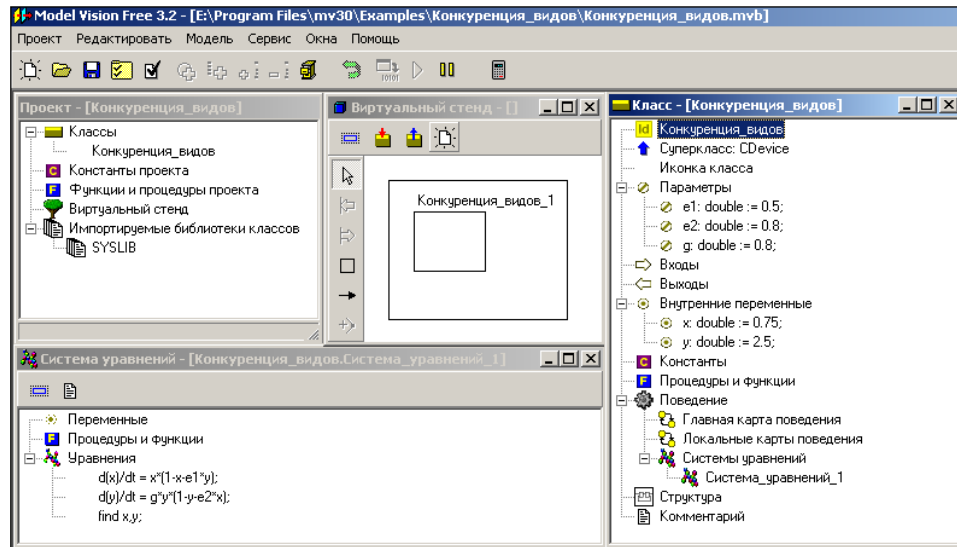 Model Vision Free 3.2 - [E:\Program Files\mv30\Examples\Конкуренция_видов\Конкуренция_видов.mvb]
Проект Редактировать Модель Сервис Окна Помощь
Проект - [Конкуренция_видов]
Классы
Конкуренция_видов
Константы проекта
Функции и процедуры проекта
Виртуальный стенд
Импортируемые библиотеки классов
SYSLIB
Виртуальный стенд - []
Конкуренция_видов_1
Класс - [Конкуренция_видов]
Конкуренция_видов
Суперкласс: CDevice
Иконка класса
Параметры
e1: double := 0.5;
e2: double := 0.8;
g: double := 0.8;
Входы
Выходы
Внутренние переменные
x: double := 0.75;
y: double := 2.5;
Константы
Процедуры и функции
Поведение
Главная карта поведения
Локальные карты поведения
Системы уравнений
Система_уравнений_1
Структура
Комментарий
Система уравнений - [Конкуренция_видов.Система_уравнений_1]
Переменные
Процедуры и функции
Уравнения
d(x)/dt = x*(1-x-e1*y);
d(y)/dt = g*y*(1-y-e2*x);
find x,y;